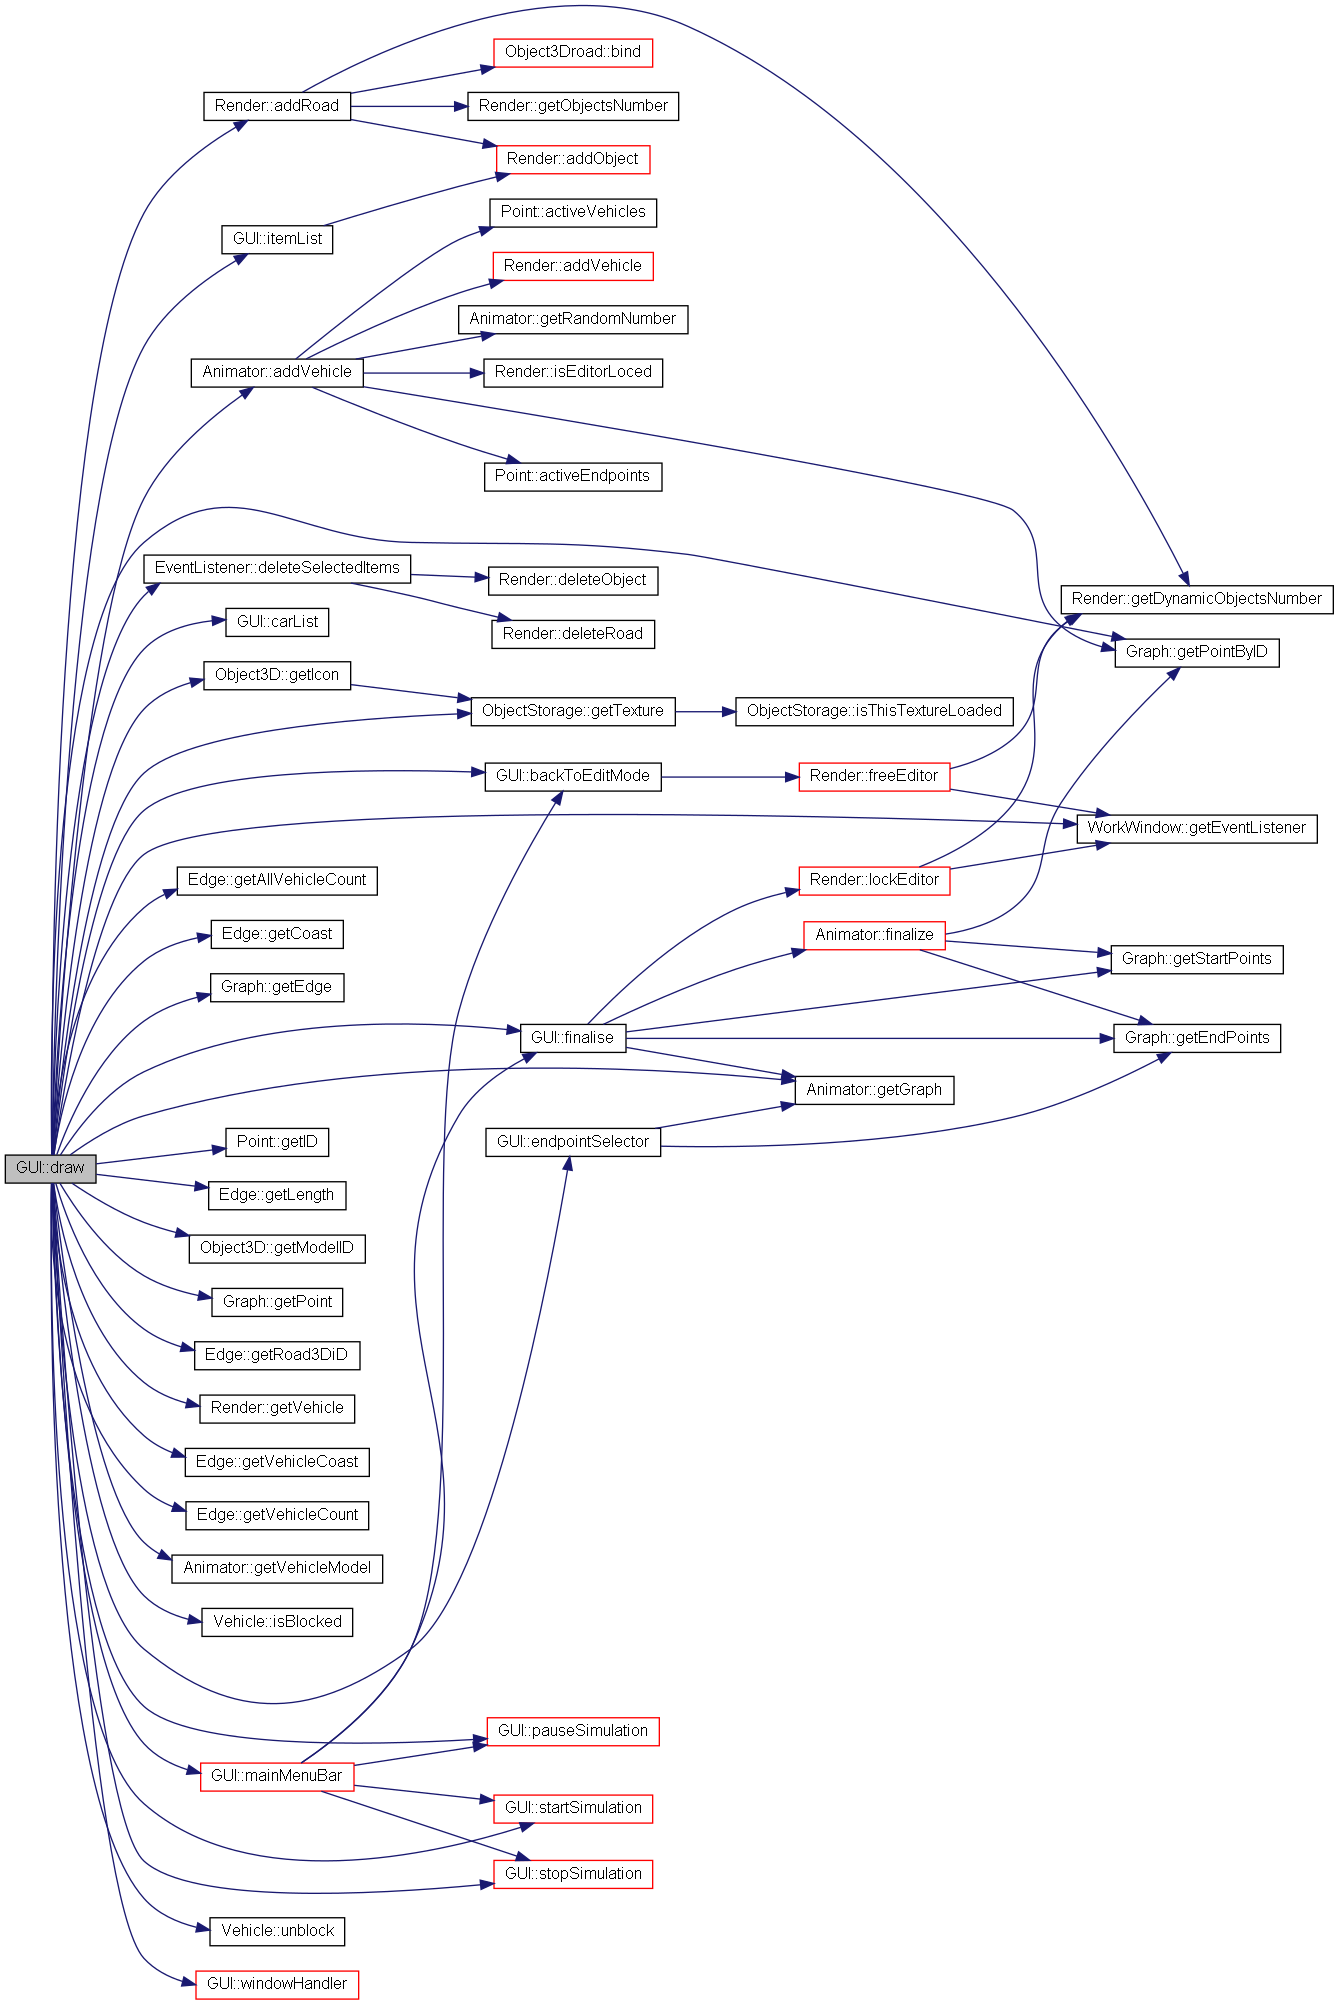 Object3Droad::bind
Render::addRoad
Render::getObjectsNumber
Render::addObject
Point::activeVehicles
GUI::itemList
Render::addVehicle
Animator::getRandomNumber
Animator::addVehicle
Render::isEditorLoced
Point::activeEndpoints
EventListener::deleteSelectedItems
Render::deleteObject
Render::getDynamicObjectsNumber
GUI::carList
Render::deleteRoad
Graph::getPointByID
Object3D::getIcon
ObjectStorage::getTexture
ObjectStorage::isThisTextureLoaded
GUI::backToEditMode
Render::freeEditor
WorkWindow::getEventListener
Edge::getAllVehicleCount
Render::lockEditor
Edge::getCoast
Animator::finalize
Graph::getStartPoints
Graph::getEdge
GUI::finalise
Graph::getEndPoints
Animator::getGraph
Point::getID
GUI::endpointSelector
GUI::draw
Edge::getLength
Object3D::getModelID
Graph::getPoint
Edge::getRoad3DiD
Render::getVehicle
Edge::getVehicleCoast
Edge::getVehicleCount
Animator::getVehicleModel
Vehicle::isBlocked
GUI::pauseSimulation
GUI::mainMenuBar
GUI::startSimulation
GUI::stopSimulation
Vehicle::unblock
GUI::windowHandler